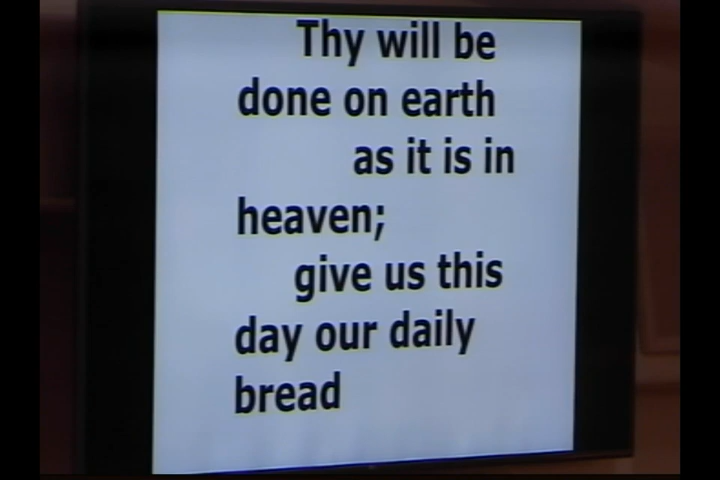 Thy will be
done on earth
as it is in
heaven;
give us this
day our daily
bread